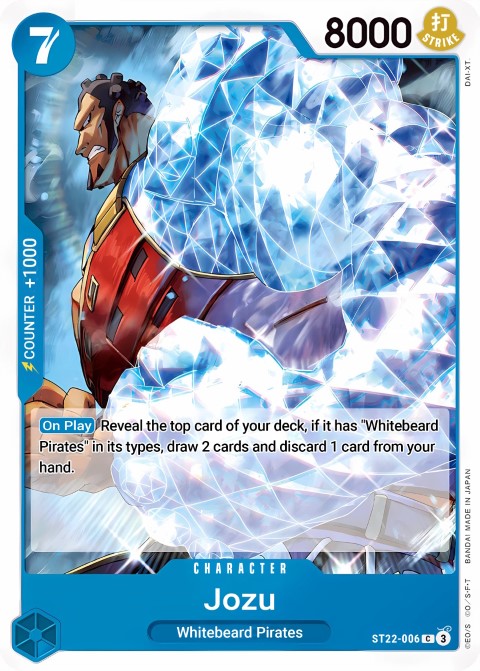 7
8000
打
STRIKE
DAI-XT.
COUNTER +1000
On Play Reveal the top card of your deck, if it has "Whitebeard
Pirates" in its types, draw 2 cards and discard 1 card from your
hand.
CHARACTER
Jozu
Whitebeard Pirates
ST22-006 C 3
©EO/S ©O/S·F·T BANDAI MADE IN JAPAN